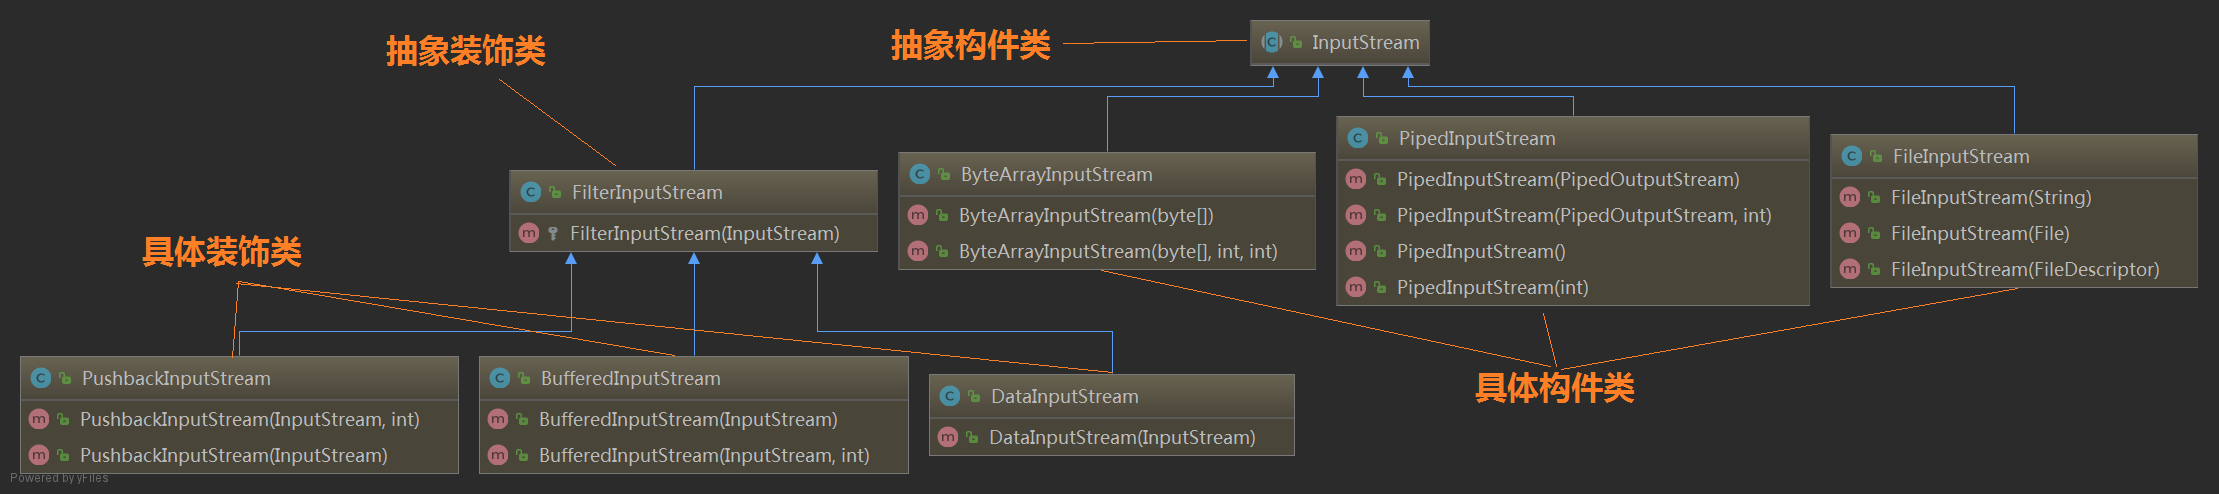 抽象装饰类
抽象构件类
InputStream
FilterInputStream
FilterInputStream(InputStream)
ByteArrayInputStream
ByteArrayInputStream(byte[])
ByteArrayInputStream(byte[], int, int)
PipedInputStream
PipedInputStream(PipedOutputStream)
PipedInputStream(PipedOutputStream, int)
PipedInputStream()
PipedInputStream(int)
FileInputStream
FileInputStream(String)
FileInputStream(File)
FileInputStream(FileDescriptor)
具体装饰类
PushbackInputStream
PushbackInputStream(InputStream, int)
PushbackInputStream(InputStream)
BufferedInputStream
BufferedInputStream(InputStream)
BufferedInputStream(InputStream, int)
DataInputStream
DataInputStream(InputStream)
具体构件类
Powered by yFiles